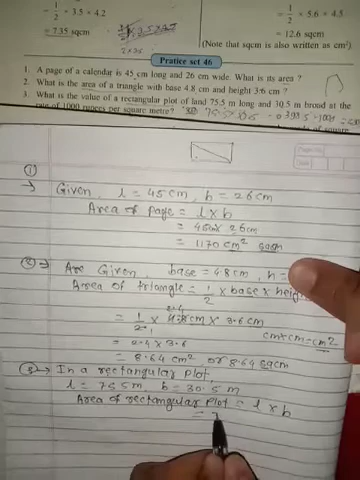 = 1/2 × 3.5 × 4.2
= 7.35 sqcm
= 1/2 × 5.6 × 4.5
= 12.6 sqcm
(Note that sqcm is also written as cm²)
Pratice set 46
1. A page of a calendar is 45 cm long and 26 cm wide. What is its area ?
2. What is the area of a triangle with base 4.8 cm and height 3.6 cm ?
3. What is the value of a rectangular plot of land 75.5 m long and 30.5 m broad at the
rate of 1000 rupees per square metre?
①
→ Given, l = 45 cm, b = 26 cm
Area of page = l × b
= 45 cm × 26 cm
= 1170 cm²
② → Given, base = 4.8 cm, h =
Area of triangle = 1/2 × base × heigh
= 1/2 × 4.8 cm × 3.6 cm
cm × cm = cm²
= 2.4 × 3.6
= 8.64 cm² or 8.64 sqcm
③ → In a rectangular plot,
l = 75.5 m, b = 30.5 m
Area of rectangular plot = l × b
=